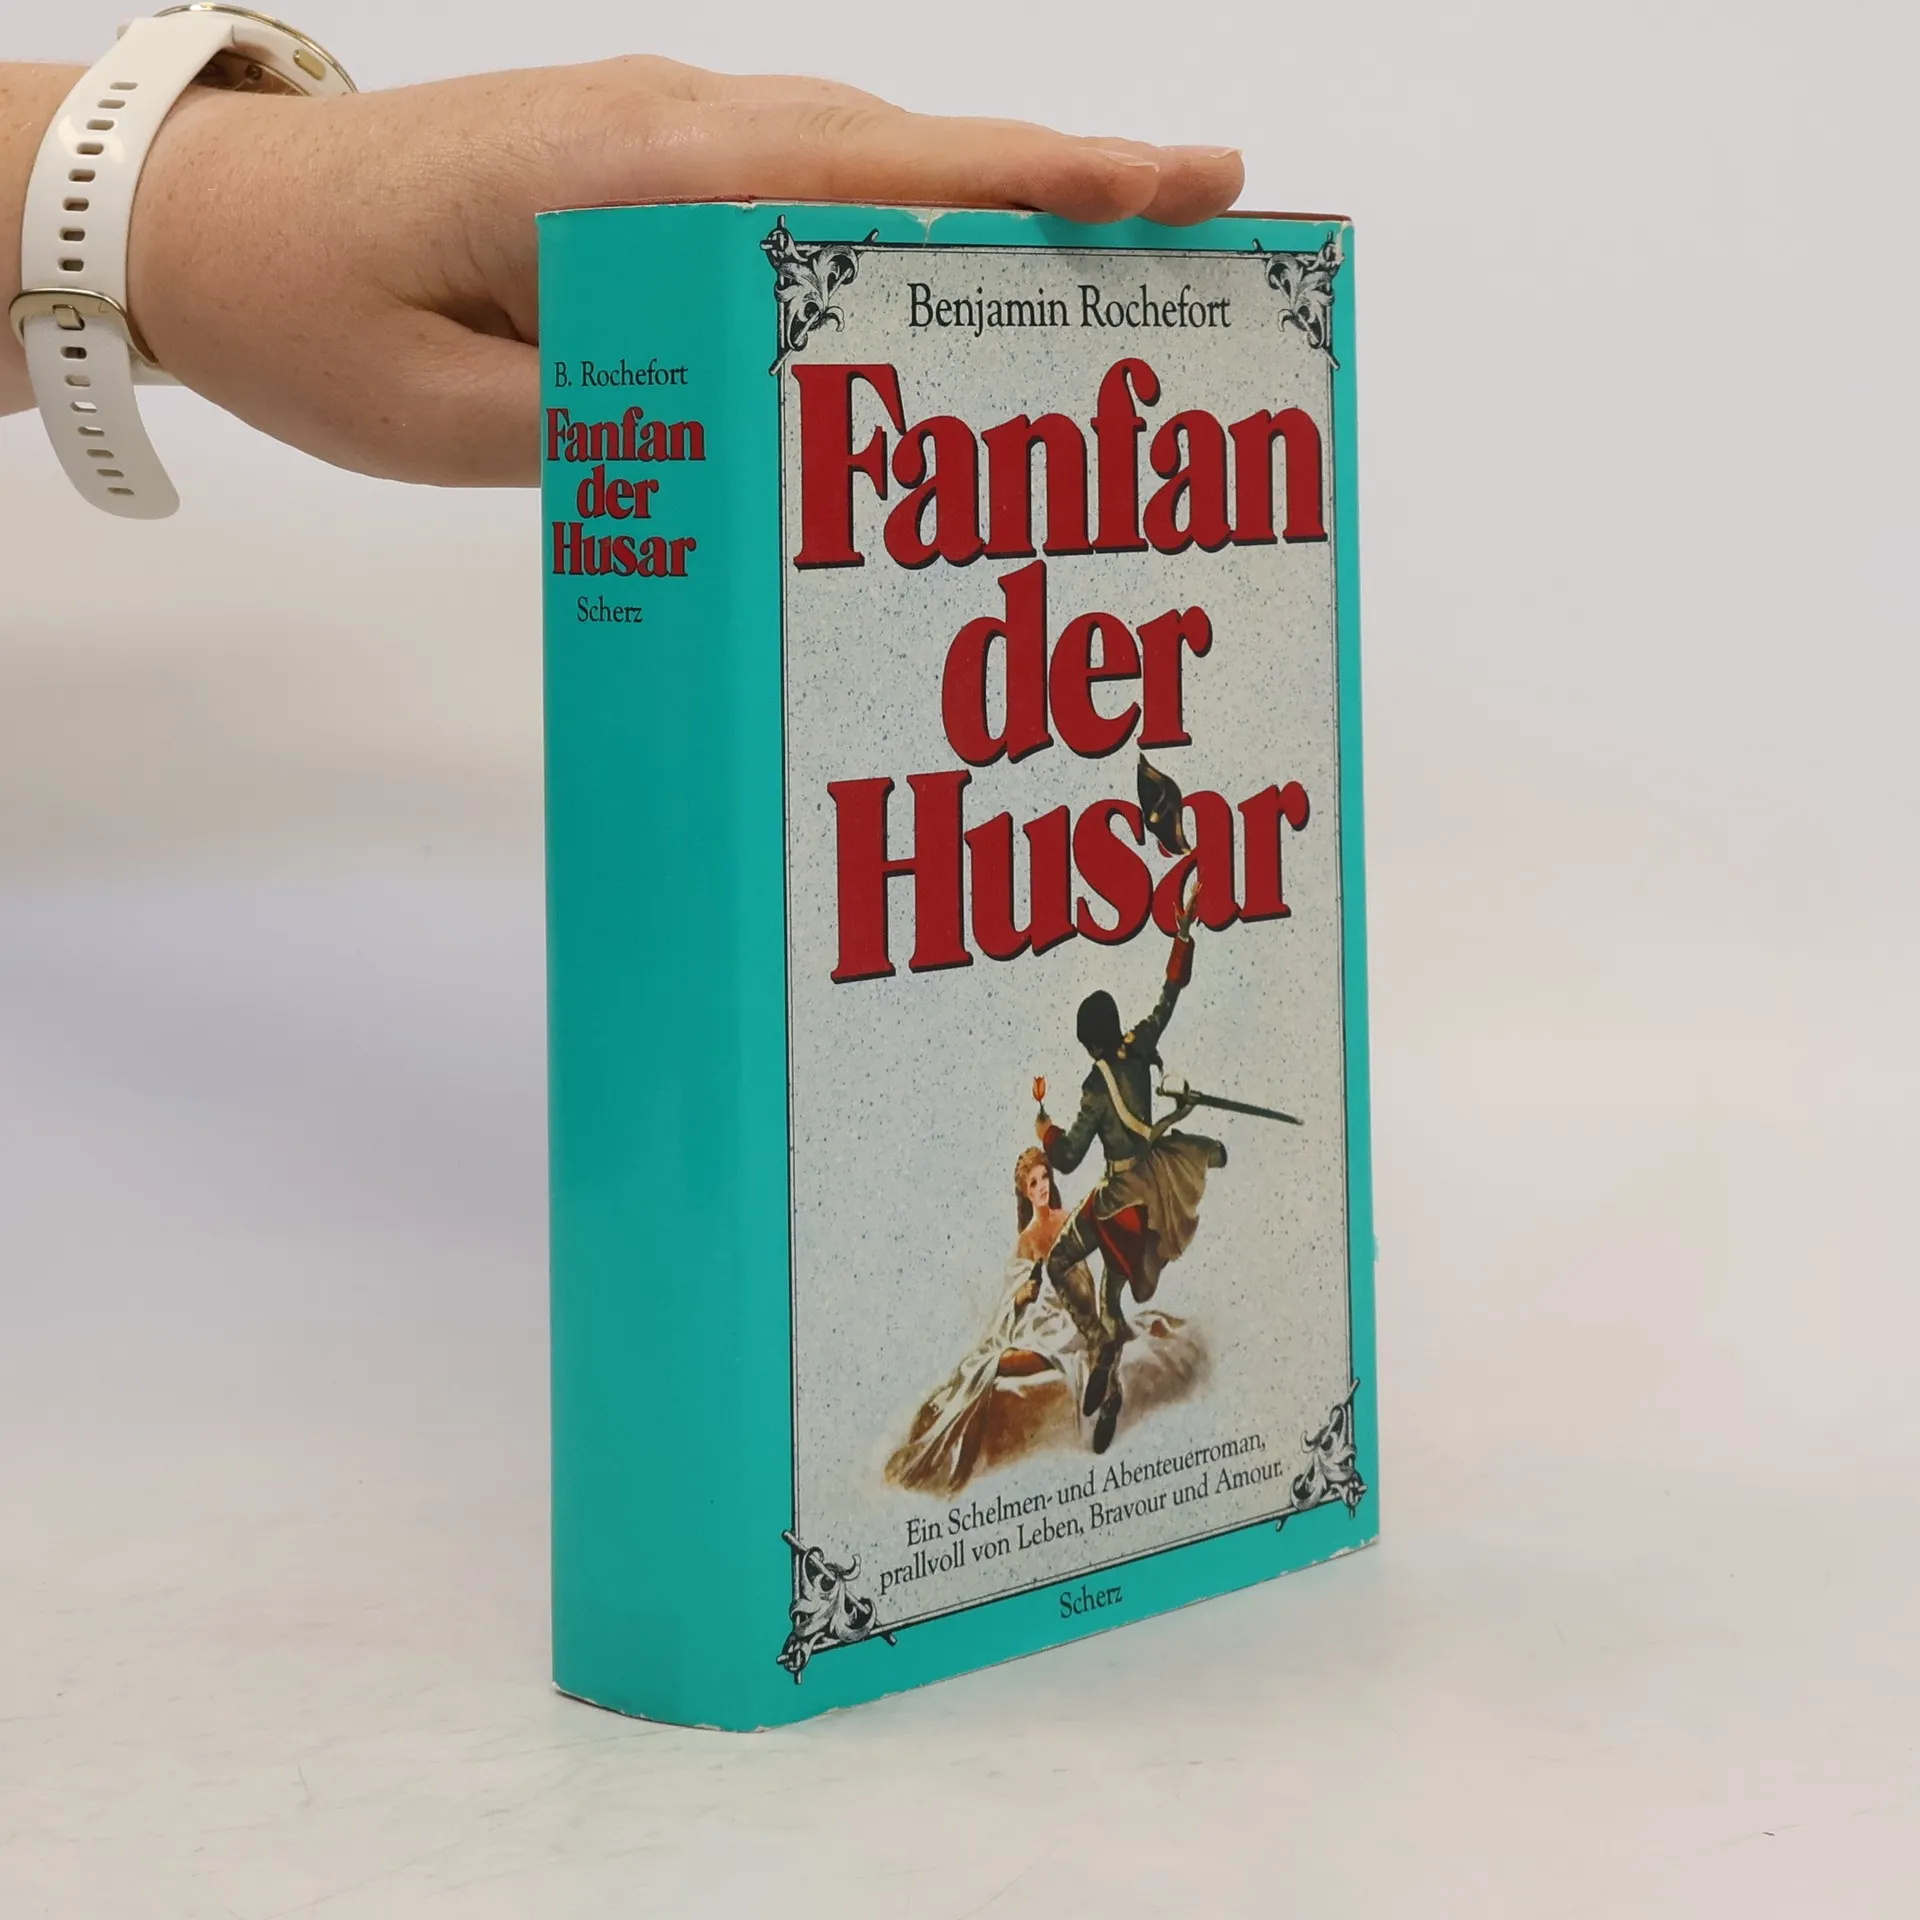 B. Rochefort
Fanfan
der
Husar
Scherz
Benjamin Rochefort
Fanfan
der
Husar
Ein Schelmen- und Abenteuerroman,
prallvoll von Leben, Bravour und Amour.
Scherz